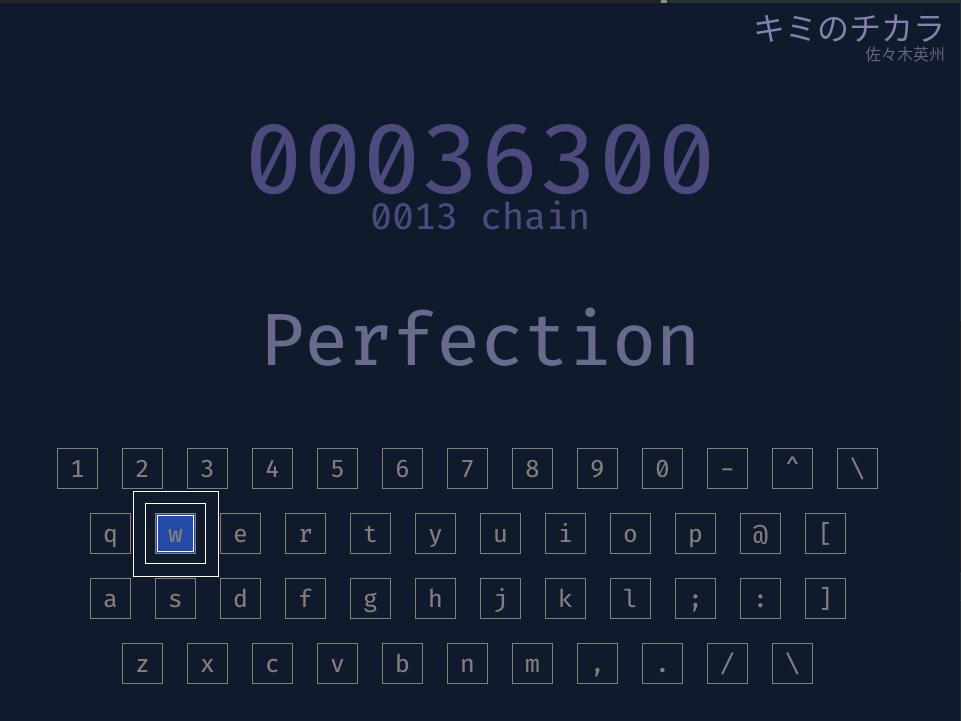 キミのチカラ
佐々木英州
00036300
0013 chain
Perfection
1 2 3 4 5 6 7 8 9 0 - ^ \
q w e r t y u i o p @ [
a s d f g h j k l ; : ]
z x c v b n m , . / \